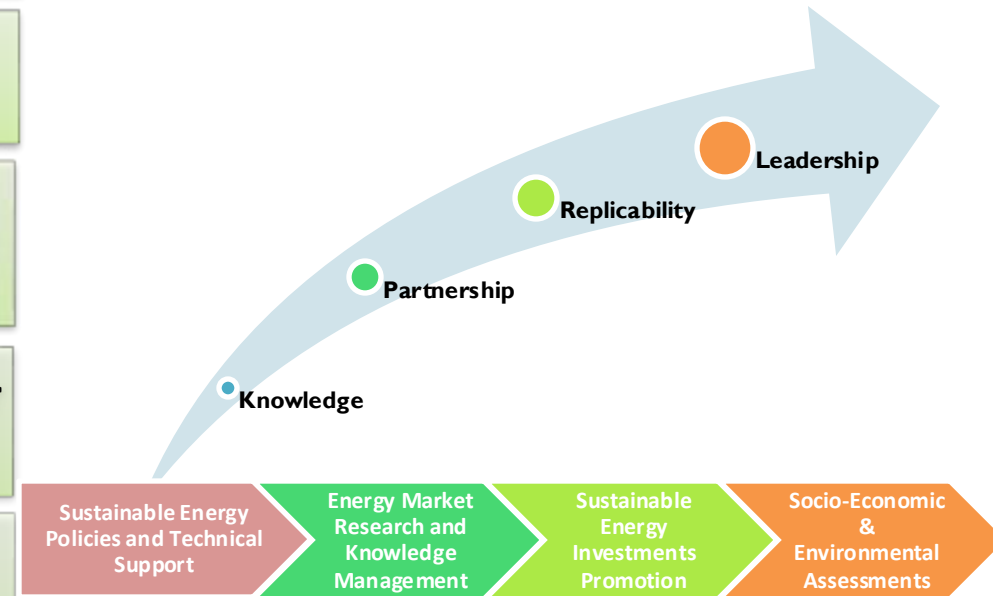 Leadership
Replicability
Partnership
Knowledge
Sustainable Energy
Policies and Technical
Support
Energy Market
Research and
Knowledge
Management
Sustainable
Energy
Investments
Promotion
Socio-Economic
&
Environmental
Assessments